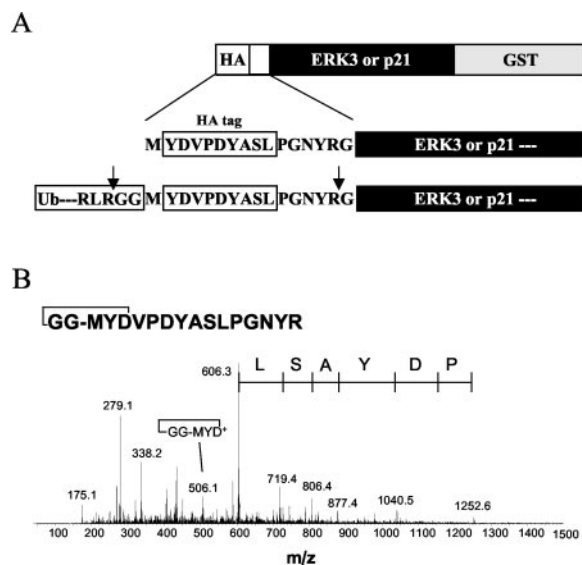 A
HA ERK3 or p21 GST
HA tag
M YDVPDYASL PGNYRG ERK3 or p21 ---
Ub---RLRGG M YDVPDYASL PGNYRG ERK3 or p21 ---
B
GG-MYDVPDYASLPGNYR
606.3 L S A Y D P
279.1
GG-MYD+
338.2
175.1 506.1 719.4 806.4 877.4 1040.5 1252.6
100 200 300 400 500 600 700 800 900 1000 1100 1200 1300 1400 1500
m/z